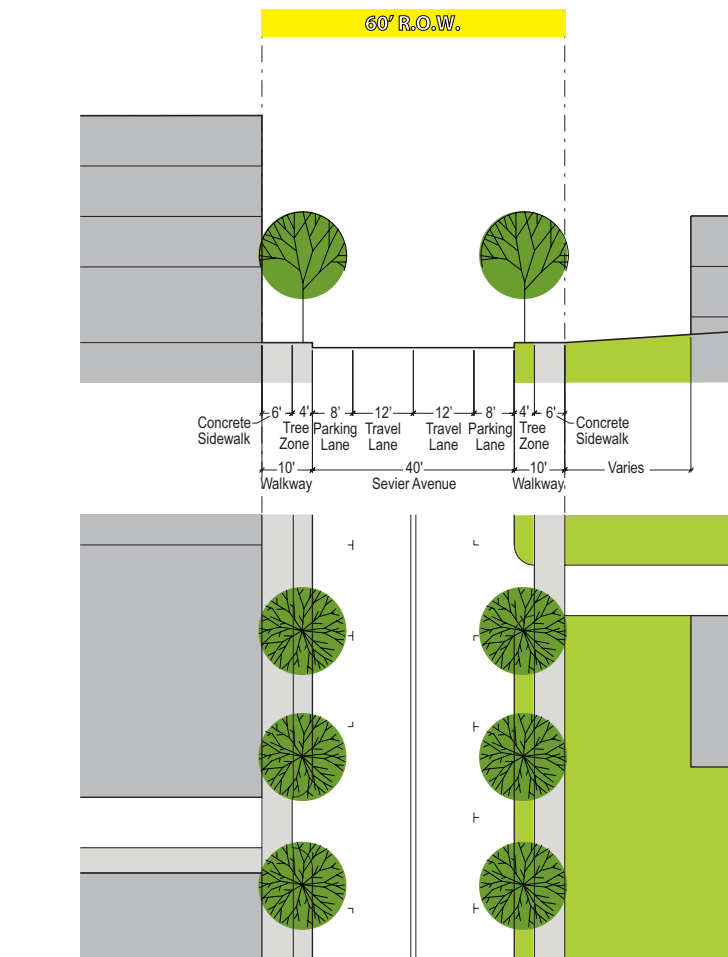 60' R.O.W.
6' 4' 8' 12' 12' 8' 4' 6'
Concrete
Sidewalk
Tree
Zone
Parking
Lane
Travel
Lane
Travel
Lane
Parking
Lane
Tree
Zone
Concrete
Sidewalk
10' 40' 10' Varies
Walkway Sevier Avenue Walkway